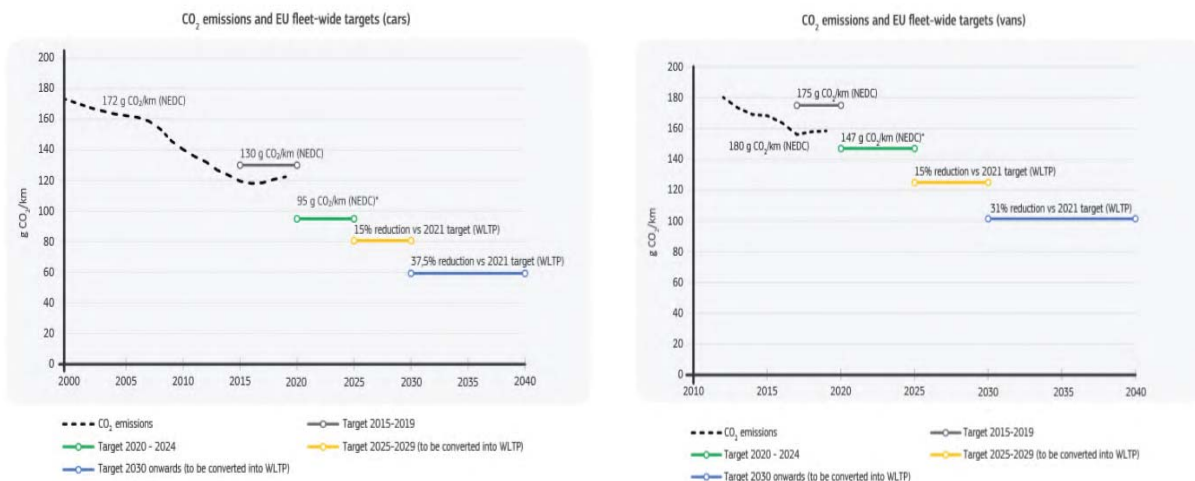 CO₂ emissions and EU fleet-wide targets (cars)
200
180
160
140
120
100
80
60
40
20
0
g CO₂/km
172 g CO₂/km (NEDC)
130 g CO₂/km (NEDC)
95 g CO₂/km (NEDC)*
15% reduction vs 2021 target (WLTP)
37,5% reduction vs 2021 target (WLTP)
2000 2005 2010 2015 2020 2025 2030 2035 2040
CO₂ emissions
Target 2015-2019
Target 2020 - 2024
Target 2025-2029 (to be converted into WLTP)
Target 2030 onwards (to be converted into WLTP)
CO₂ emissions and EU fleet-wide targets (vans)
200
180
160
140
120
100
80
60
40
20
0
g CO₂/km
175 g CO₂/km (NEDC)
180 g CO₂/km (NEDC)
147 g CO₂/km (NEDC)*
15% reduction vs 2021 target (WLTP)
31% reduction vs 2021 target (WLTP)
2010 2012 2015 2020 2025 2030 2035 2040
CO₂ emissions
Target 2015-2019
Target 2020 - 2024
Target 2025-2029 (to be converted into WLTP)
Target 2030 onwards (to be converted into WLTP)